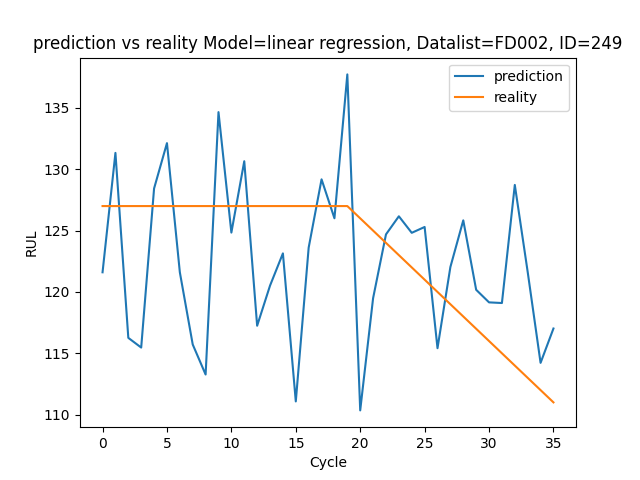 prediction vs reality Model=linear regression, Datalist=FD002, ID=249
prediction
reality
135
130
125
120
115
110
RUL
0 5 10 15 20 25 30 35
Cycle